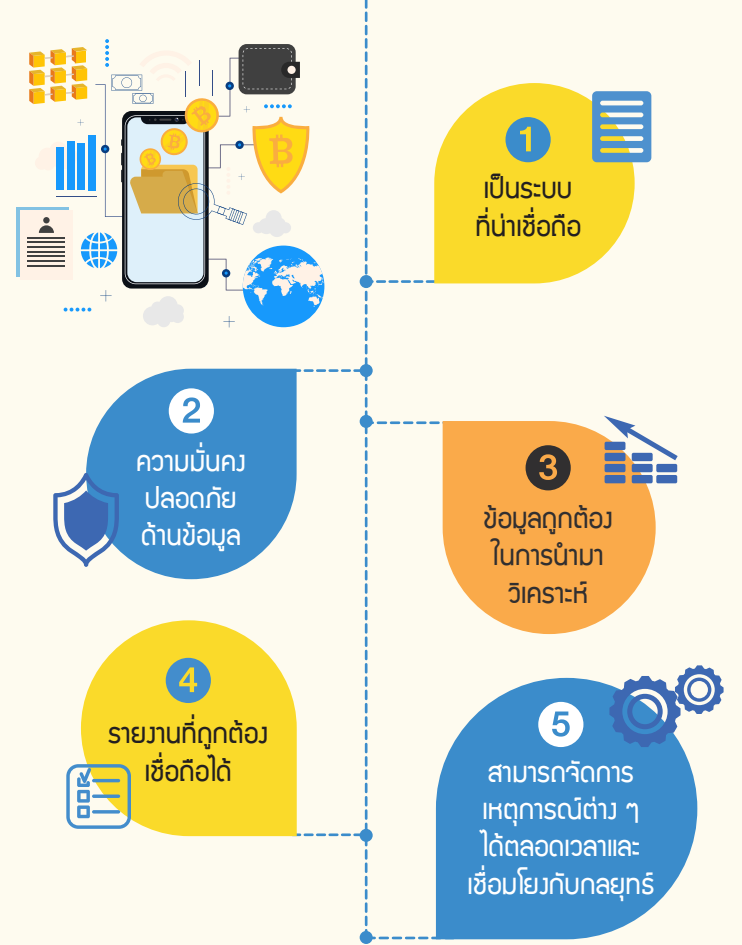 1
เป็นระบบ
ที่น่าเชื่อถือ
2
ความมั่นคง
ปลอดภัย
ด้านข้อมูล
3
ข้อมูลถูกต้อง
ในการนำมา
วิเคราะห์
4
รายงานที่ถูกต้อง
เชื่อถือได้
5
สามารถจัดการ
เหตุการณ์ต่าง ๆ
ได้ตลอดเวลาและ
เชื่อมโยงกับกลยุทธ์